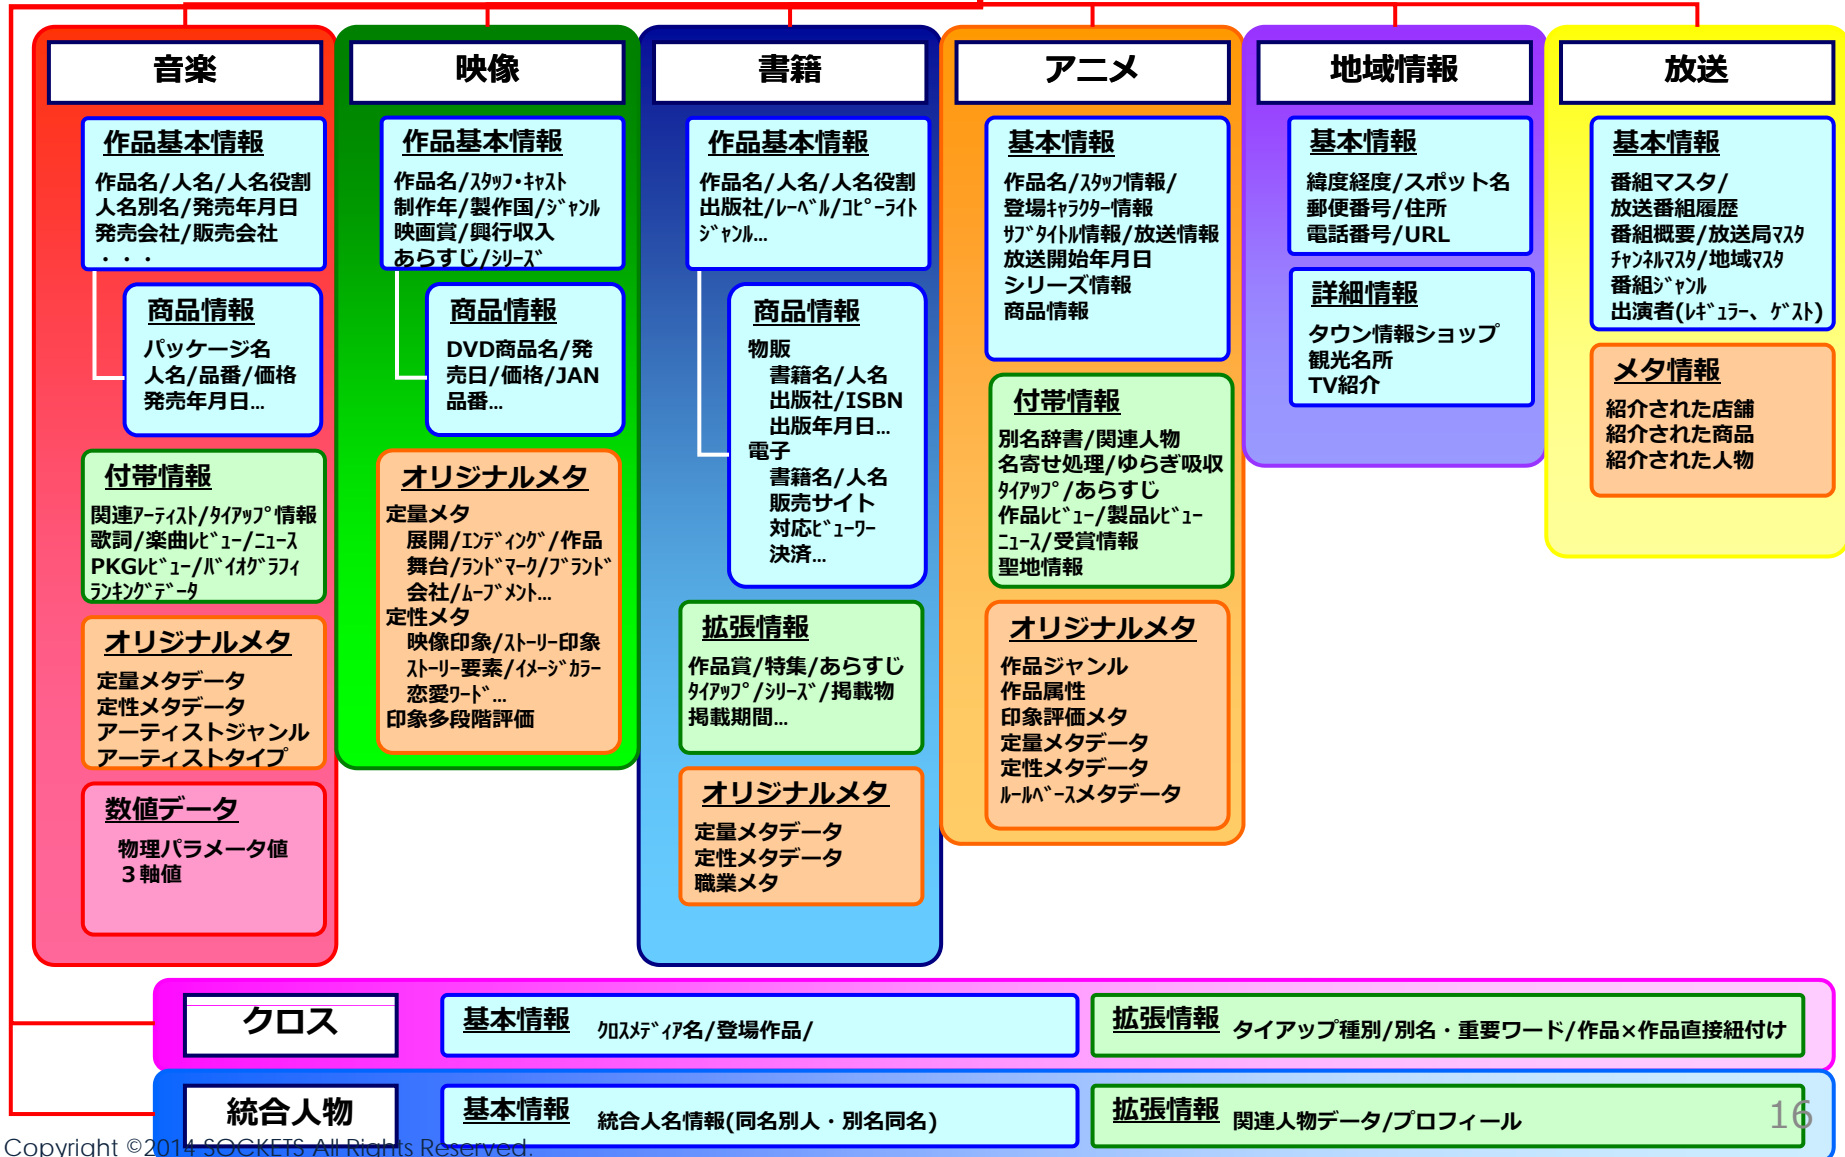 音楽
作品基本情報
作品名/人名/人名役割
人名別名/発売年月日
発売会社/販売会社
・・・
商品情報
パッケージ名
人名/品番/価格
発売年月日...
付帯情報
関連ｱｰﾃｨｽﾄ/ﾀｲｱｯﾌﾟ情報
歌詞/楽曲ﾚﾋﾞｭｰ/ﾆｭｰｽ
PKGﾚﾋﾞｭｰ/ﾊﾞｲｵｸﾞﾗﾌｨ
ﾗﾝｷﾝｸﾞﾃﾞｰﾀ
オリジナルメタ
定量メタデータ
定性メタデータ
アーティストジャンル
アーティストタイプ
数値データ
物理パラメータ値
３軸値
映像
作品基本情報
作品名/ｽﾀｯﾌ・ｷｬｽﾄ
制作年/製作国/ｼﾞｬﾝﾙ
映画賞/興行収入
あらすじ/ｼﾘｰｽﾞ
商品情報
DVD商品名/発
売日/価格/JAN
品番...
オリジナルメタ
定量メタ
展開/ｴﾝﾃﾞｨﾝｸﾞ/作品
舞台/ﾗﾝﾄﾞﾏｰｸ/ﾌﾞﾗﾝﾄﾞ
会社/ﾑｰﾌﾞﾒﾝﾄ...
定性メタ
映像印象/ｽﾄｰﾘｰ印象
ｽﾄｰﾘｰ要素/ｲﾒｰｼﾞｶﾗｰ
恋愛ﾜｰﾄﾞ...
印象多段階評価
書籍
作品基本情報
作品名/人名/人名役割
出版社/ﾚｰﾍﾞﾙ/ｺﾋﾟｰﾗｲﾄ
ｼﾞｬﾝﾙ...
商品情報
物販
書籍名/人名
出版社/ISBN
出版年月日...
電子
書籍名/人名
販売サイト
対応ﾋﾞｭｰﾜｰ
決済...
拡張情報
作品賞/特集/あらすじ
ﾀｲｱｯﾌﾟ/ｼﾘｰｽﾞ/掲載物
掲載期間...
オリジナルメタ
定量メタデータ
定性メタデータ
職業メタ
アニメ
基本情報
作品名/ｽﾀｯﾌ情報/
登場ｷｬﾗｸﾀｰ情報
ｻﾌﾞﾀｲﾄﾙ情報/放送情報
放送開始年月日
シリーズ情報
商品情報
付帯情報
別名辞書/関連人物
名寄せ処理/ゆらぎ吸収
ﾀｲｱｯﾌﾟ/あらすじ
作品ﾚﾋﾞｭｰ/製品ﾚﾋﾞｭｰ
ﾆｭｰｽ/受賞情報
聖地情報
オリジナルメタ
作品ジャンル
作品属性
印象評価メタ
定量メタデータ
定性メタデータ
ﾙｰﾙﾍﾞｰｽメタデータ
地域情報
基本情報
緯度経度/スポット名
郵便番号/住所
電話番号/URL
詳細情報
タウン情報ショップ
観光名所
TV紹介
放送
基本情報
番組マスタ/
放送番組履歴
番組概要/放送局ﾏｽﾀ
ﾁｬﾝﾈﾙﾏｽﾀ/地域ﾏｽﾀ
番組ｼﾞｬﾝﾙ
出演者(ﾚｷﾞｭﾗｰ、ｹﾞｽﾄ)
メタ情報
紹介された店舗
紹介された商品
紹介された人物
クロス
基本情報 ｸﾛｽﾒﾃﾞｨｱ名/登場作品/
拡張情報 タイアップ種別/別名・重要ワード/作品×作品直接紐付け
統合人物
基本情報 統合人名情報(同名別人・別名同名)
拡張情報 関連人物データ/プロフィール
16
Copyright ©2014 SOCKETS All Rights Reserved.